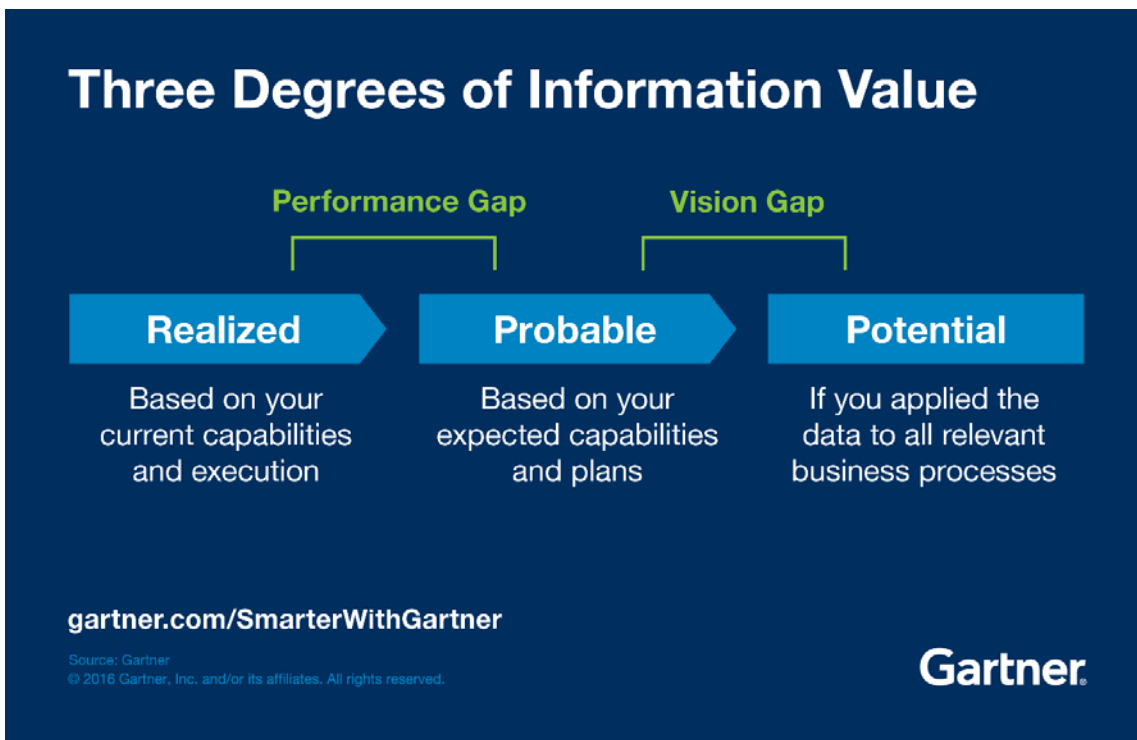 Three Degrees of Information Value
Performance Gap
Vision Gap
Realized
Probable
Potential
Based on your
current capabilities
and execution
Based on your
expected capabilities
and plans
If you applied the
data to all relevant
business processes
gartner.com/SmarterWithGartner
Source: Gartner
© 2016 Gartner, Inc. and/or its affiliates. All rights reserved.
Gartner®